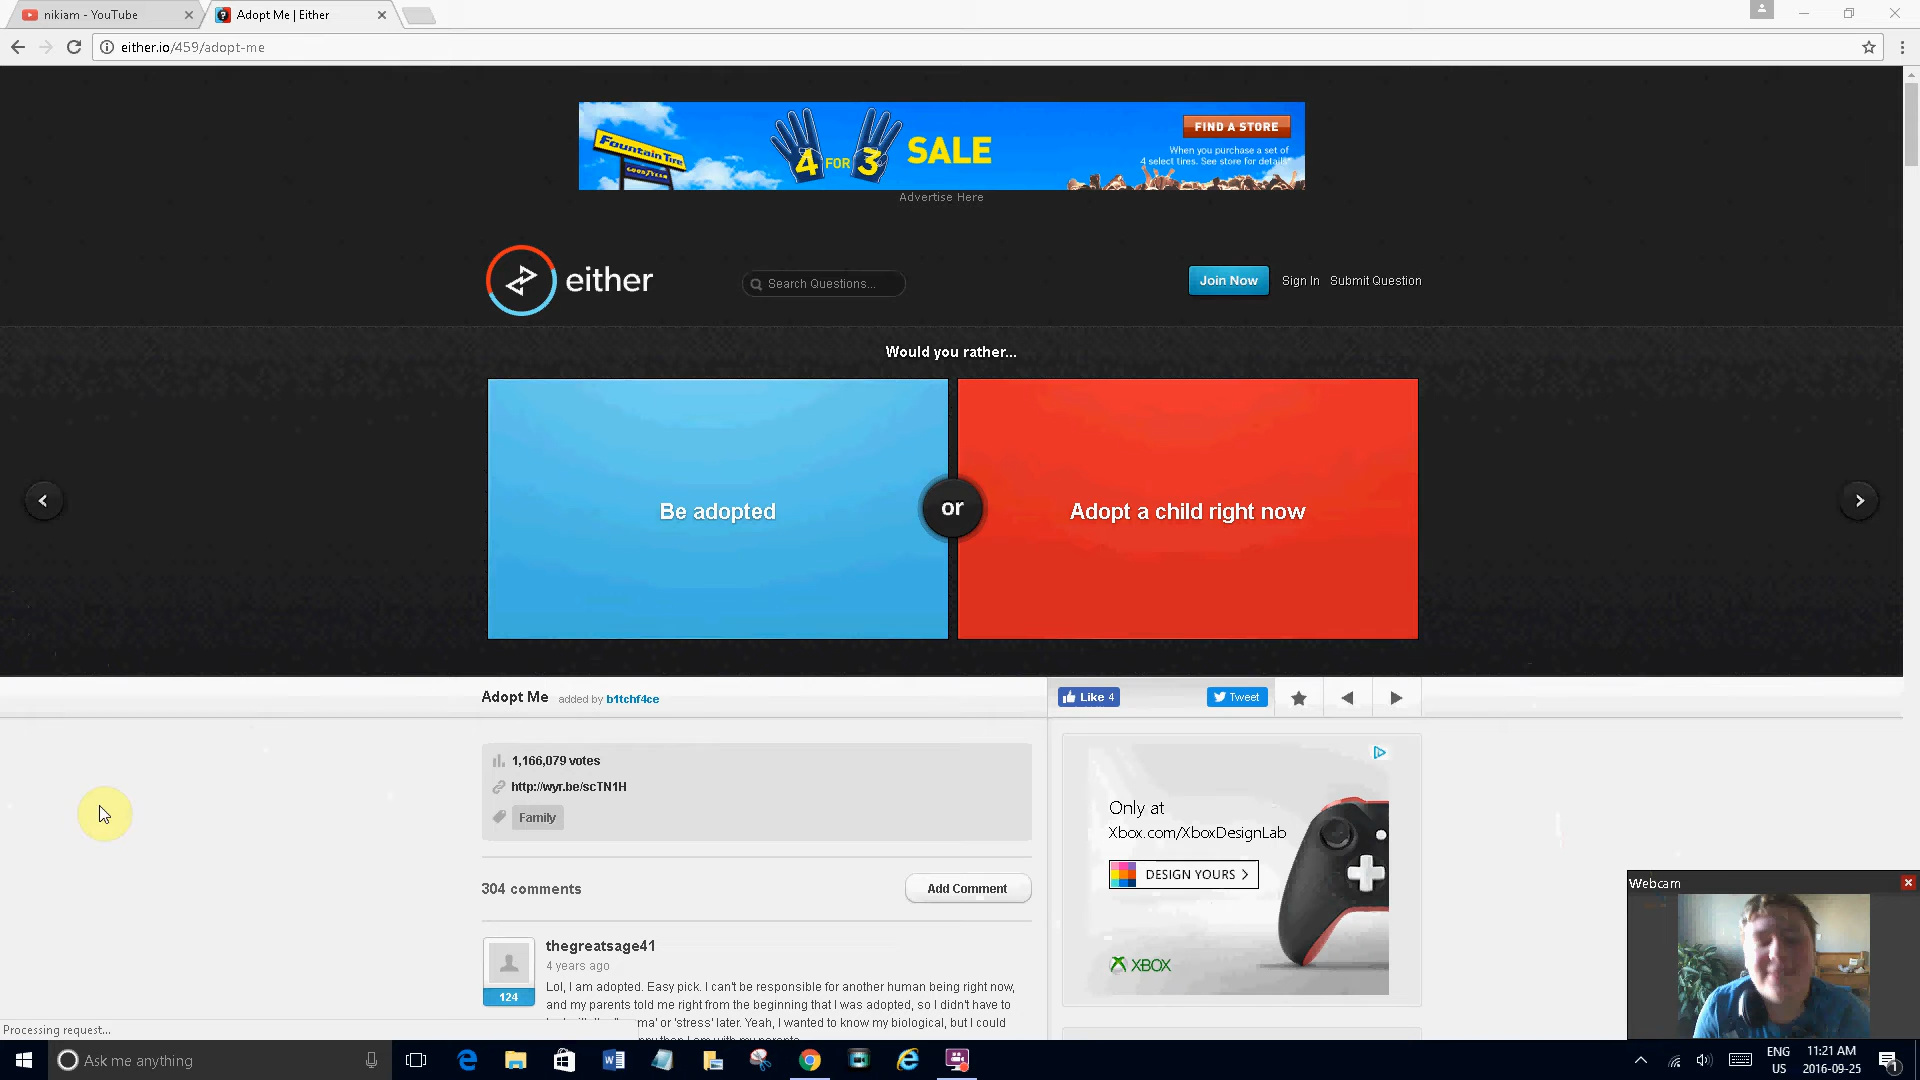 nikiam - YouTube
Adopt Me | Either
either.io/459/adopt-me
Fountain Tire
GOODYEAR
4 FOR 3 SALE
FIND A STORE
When you purchase a set of
4 select tires. See store for details*
Advertise Here
either
Search Questions...
Join Now
Sign In
Submit Question
Would you rather...
Be adopted
or
Adopt a child right now
Adopt Me added by b1tchf4ce
Like 4
Tweet
1,166,079 votes
http://wyr.be/scTN1H
Family
304 comments
Add Comment
Only at
Xbox.com/XboxDesignLab
DESIGN YOURS >
XBOX
thegreatsage41
4 years ago
124
Lol, I am adopted. Easy pick. I can't be responsible for another human being right now,
and my parents told me right from the beginning that I was adopted, so I didn't have to
ma' or 'stress' later. Yeah, I wanted to know my biological, but I could
Webcam
Processing request...
Ask me anything
ENG
US
11:21 AM
2016-09-25
1